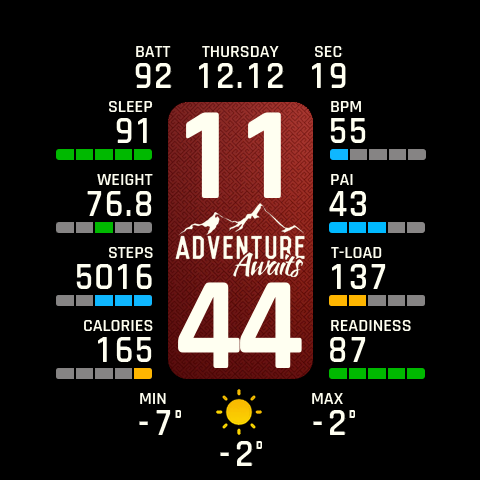 BATT THURSDAY SEC
92 12.12 19
SLEEP
91
BPM
55
11
WEIGHT
76.8
PAI
43
ADVENTURE
Awaits
STEPS
5016
T-LOAD
137
44
CALORIES
165
READINESS
87
MIN
-7°
MAX
-2°
-2°